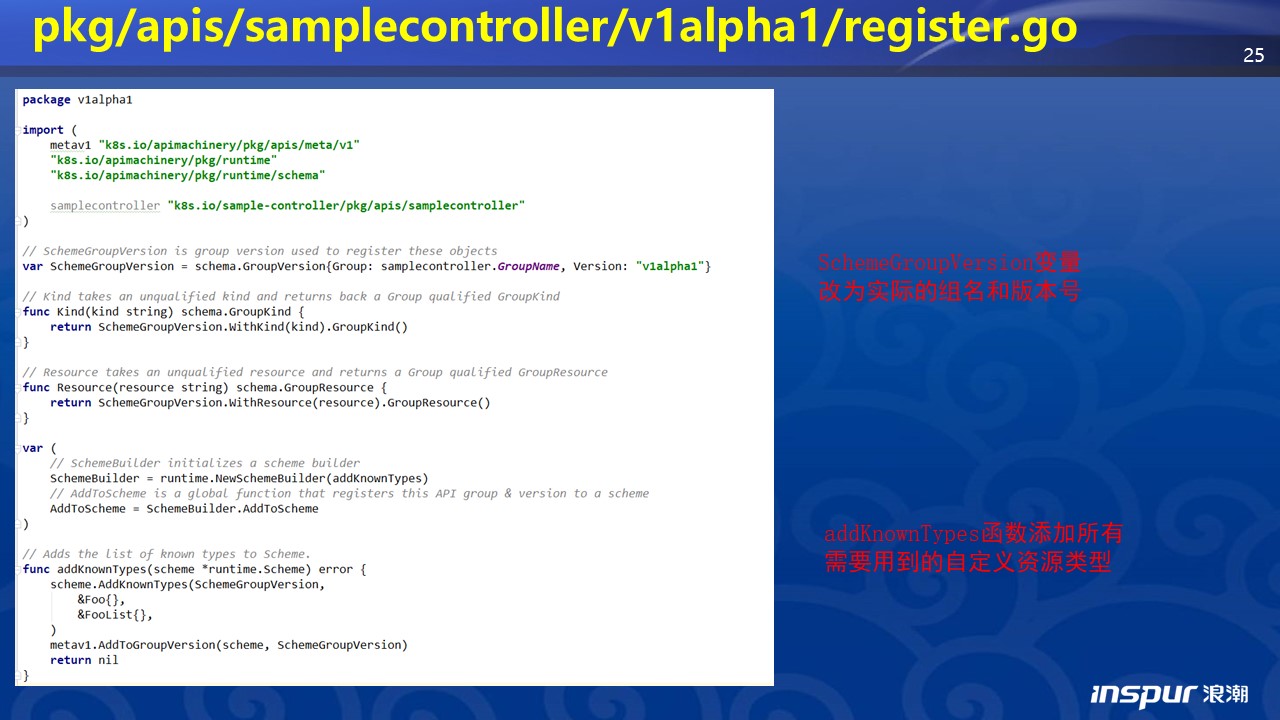 pkg/apis/samplecontroller/v1alpha1/register.go
25
package v1alpha1
import (
metav1 "k8s.io/apimachinery/pkg/apis/meta/v1"
"k8s.io/apimachinery/pkg/runtime"
"k8s.io/apimachinery/pkg/runtime/schema"
samplecontroller "k8s.io/sample-controller/pkg/apis/samplecontroller"
)
// SchemeGroupVersion is group version used to register these objects
var SchemeGroupVersion = schema.GroupVersion{Group: samplecontroller.GroupName, Version: "v1alpha1"}
// Kind takes an unqualified kind and returns back a Group qualified GroupKind
func Kind(kind string) schema.GroupKind {
return SchemeGroupVersion.WithKind(kind).GroupKind()
}
// Resource takes an unqualified resource and returns a Group qualified GroupResource
func Resource(resource string) schema.GroupResource {
return SchemeGroupVersion.WithResource(resource).GroupResource()
}
var (
// SchemeBuilder initializes a scheme builder
SchemeBuilder = runtime.NewSchemeBuilder(addKnownTypes)
// AddToScheme is a global function that registers this API group & version to a scheme
AddToScheme = SchemeBuilder.AddToScheme
)
// Adds the list of known types to Scheme.
func addKnownTypes(scheme *runtime.Scheme) error {
scheme.AddKnownTypes(SchemeGroupVersion,
&Foo{},
&FooList{},
)
metav1.AddToGroupVersion(scheme, SchemeGroupVersion)
return nil
}
SchemeGroupVersion变量
改为实际的组名和版本号
addKnownTypes函数添加所有
需要用到的自定义资源类型
inspur 浪潮